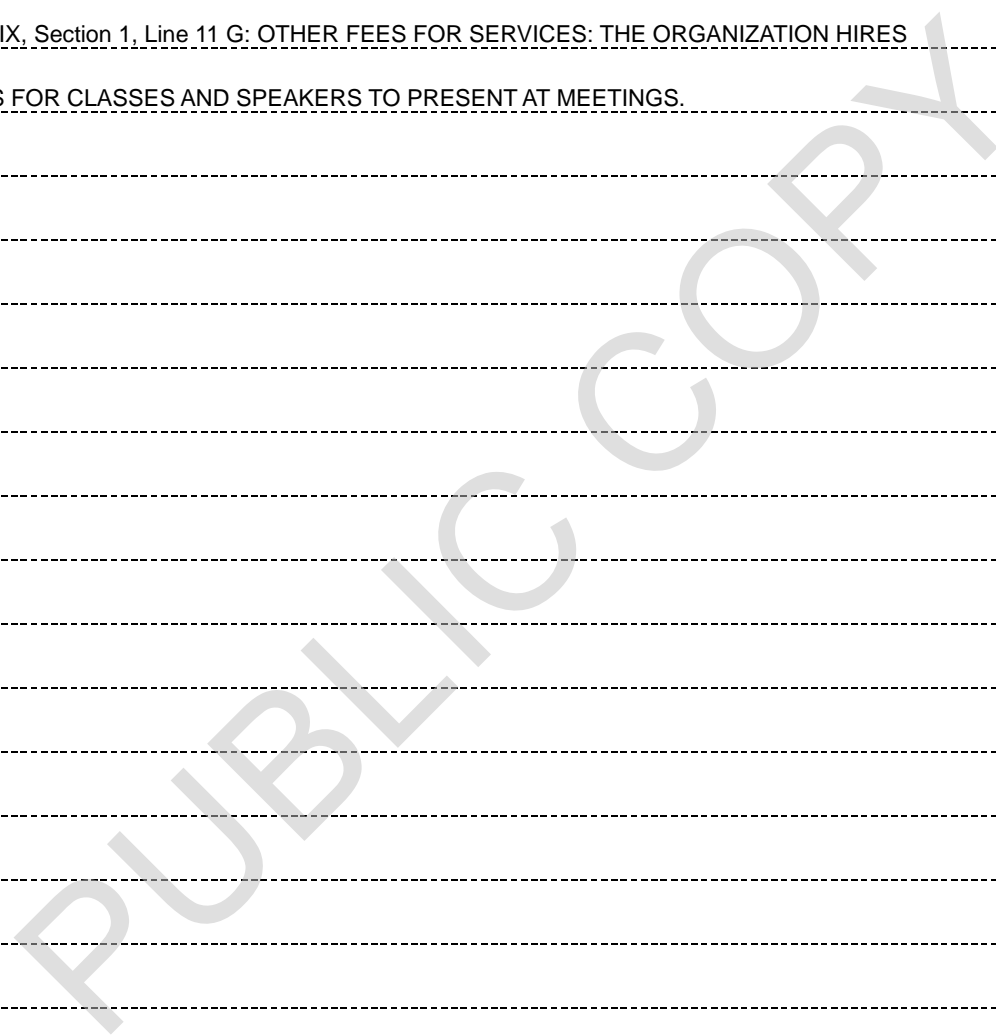 IX, Section 1, Line 11 G: OTHER FEES FOR SERVICES: THE ORGANIZATION HIRES
S FOR CLASSES AND SPEAKERS TO PRESENT AT MEETINGS.
PUBLIC COPY